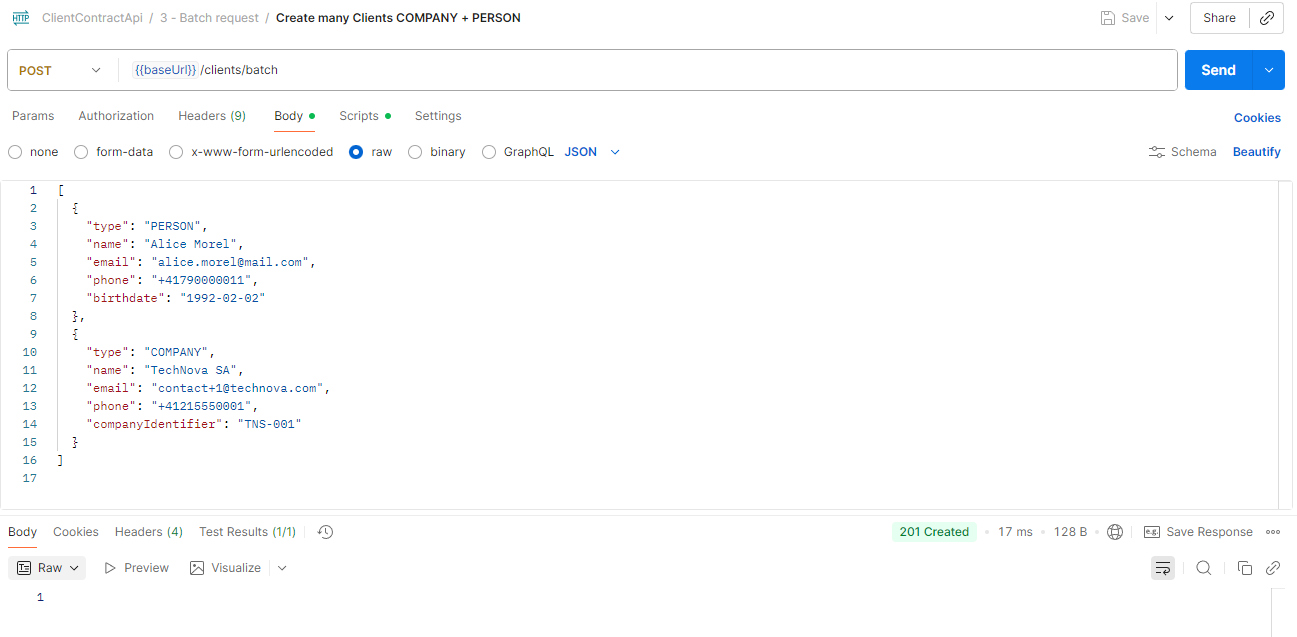 HTTP ClientContractApi / 3 - Batch request / Create many Clients COMPANY + PERSON Save Share
POST {{baseUrl}} /clients/batch Send
Params Authorization Headers (9) Body Scripts Settings Cookies
none form-data x-www-form-urlencoded raw binary GraphQL JSON Schema Beautify
1 [
2 {
3 "type": "PERSON",
4 "name": "Alice Morel",
5 "email": "alice.morel@mail.com",
6 "phone": "+41790000011",
7 "birthdate": "1992-02-02"
8 },
9 {
10 "type": "COMPANY",
11 "name": "TechNova SA",
12 "email": "contact+1@technova.com",
13 "phone": "+41215550001",
14 "companyIdentifier": "TNS-001"
15 }
16 ]
17
Body Cookies Headers (4) Test Results (1/1) 201 Created • 17 ms • 128 B • e.g. Save Response
Raw Preview Visualize
1